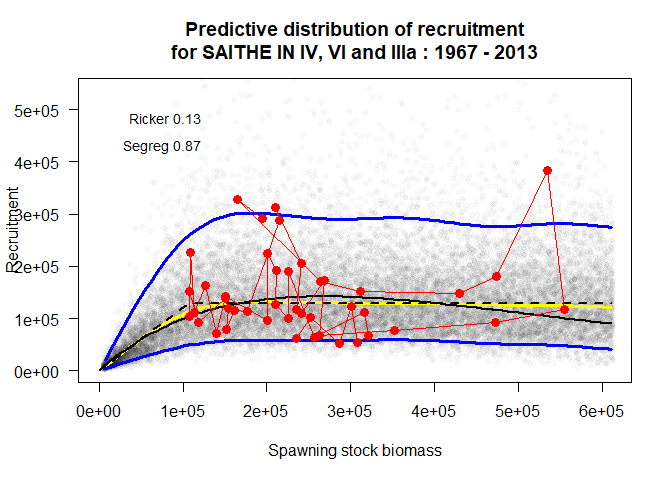 Predictive distribution of recruitment
for SAITHE IN IV, VI and IIIa : 1967 - 2013
Ricker 0.13
Segreg 0.87
Recruitment
5e+05
4e+05
3e+05
2e+05
1e+05
0e+00
0e+00 1e+05 2e+05 3e+05 4e+05 5e+05 6e+05
Spawning stock biomass